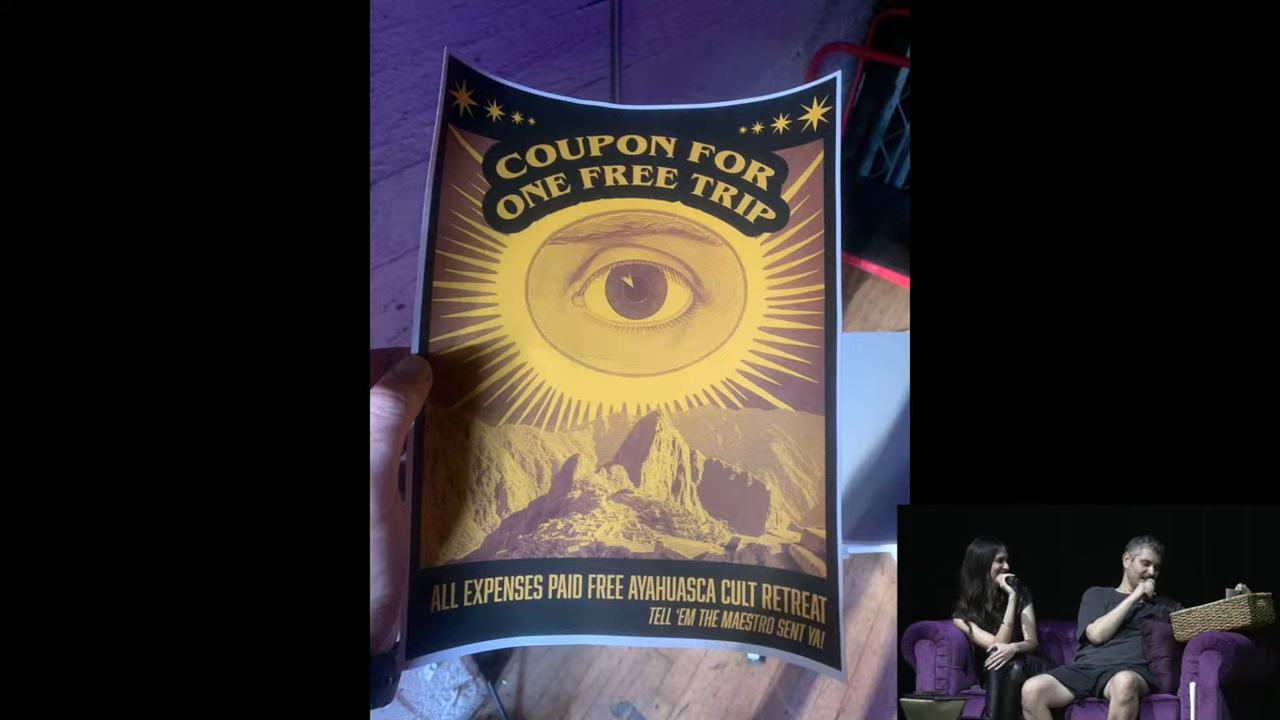 COUPON FOR
ONE FREE TRIP
ALL EXPENSES PAID FREE AYAHUASCA CULT RETREAT
TELL 'EM THE MAESTRO SENT YA!